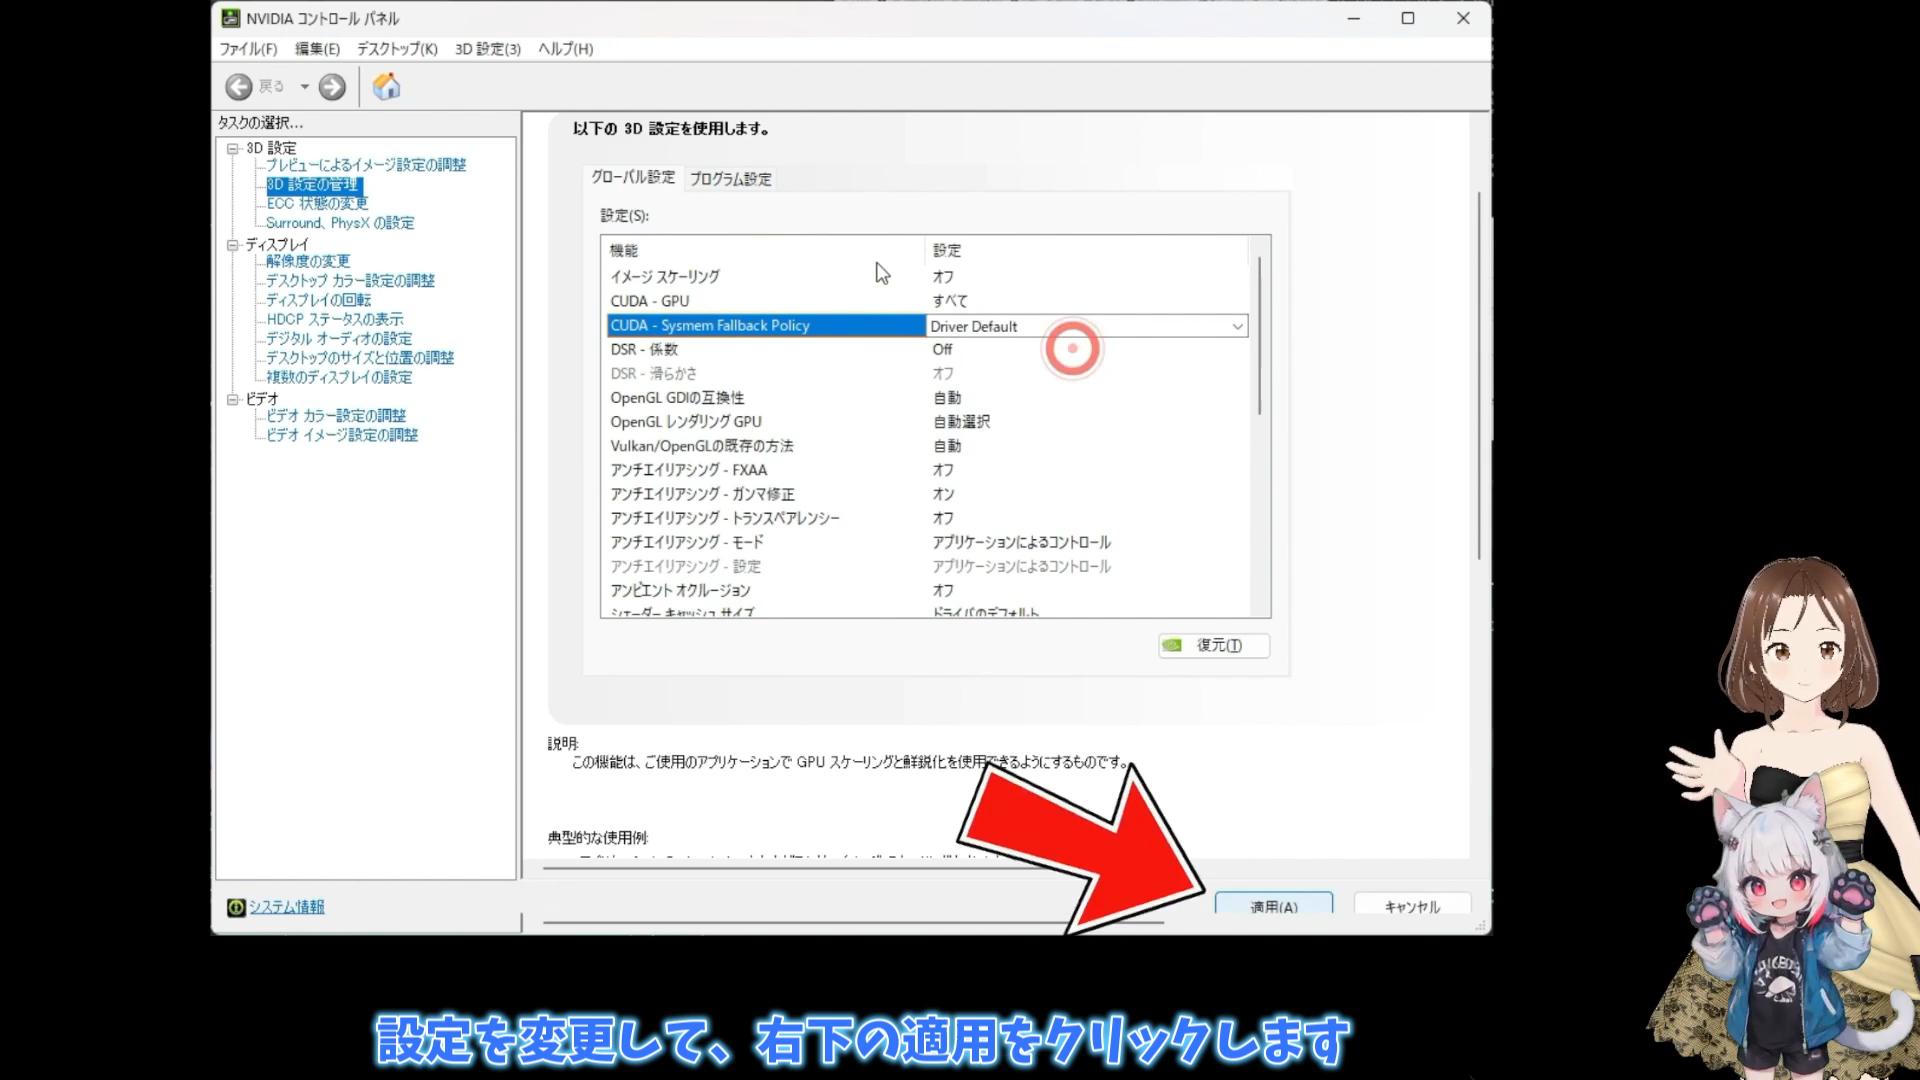 NVIDIA コントロール パネル
ファイル(F) 編集(E) デスクトップ(K) 3D 設定(3) ヘルプ(H)
戻る
タスクの選択...
3D 設定
プレビューによるイメージ設定の調整
3D 設定の管理
ECC 状態の変更
Surround、PhysX の設定
ディスプレイ
解像度の変更
デスクトップ カラー設定の調整
ディスプレイの回転
HDCP ステータスの表示
デジタル オーディオの設定
デスクトップのサイズと位置の調整
複数のディスプレイの設定
ビデオ
ビデオ カラー設定の調整
ビデオ イメージ設定の調整
システム情報
以下の 3D 設定を使用します。
グローバル設定 プログラム設定
設定(S):
機能 設定
イメージ スケーリング オフ
CUDA - GPU すべて
CUDA - Sysmem Fallback Policy Driver Default
DSR - 係数 Off
DSR - 滑らかさ オフ
OpenGL GDIの互換性 自動
OpenGL レンダリング GPU 自動選択
Vulkan/OpenGLの既存の方法 自動
アンチエイリアシング - FXAA オフ
アンチエイリアシング - ガンマ修正 オン
アンチエイリアシング - トランスペアレンシー オフ
アンチエイリアシング - モード アプリケーションによるコントロール
アンチエイリアシング - 設定 アプリケーションによるコントロール
アンビエント オクルージョン オフ
シェーダー キャッシュ サイズ ドライバのデフォルト
復元(T)
説明:
この機能は、ご使用のアプリケーションで GPU スケーリングと鮮鋭化を使用できるようにするものです。
典型的な使用例:
適用(A) キャンセル
設定を変更して、右下の適用をクリックします